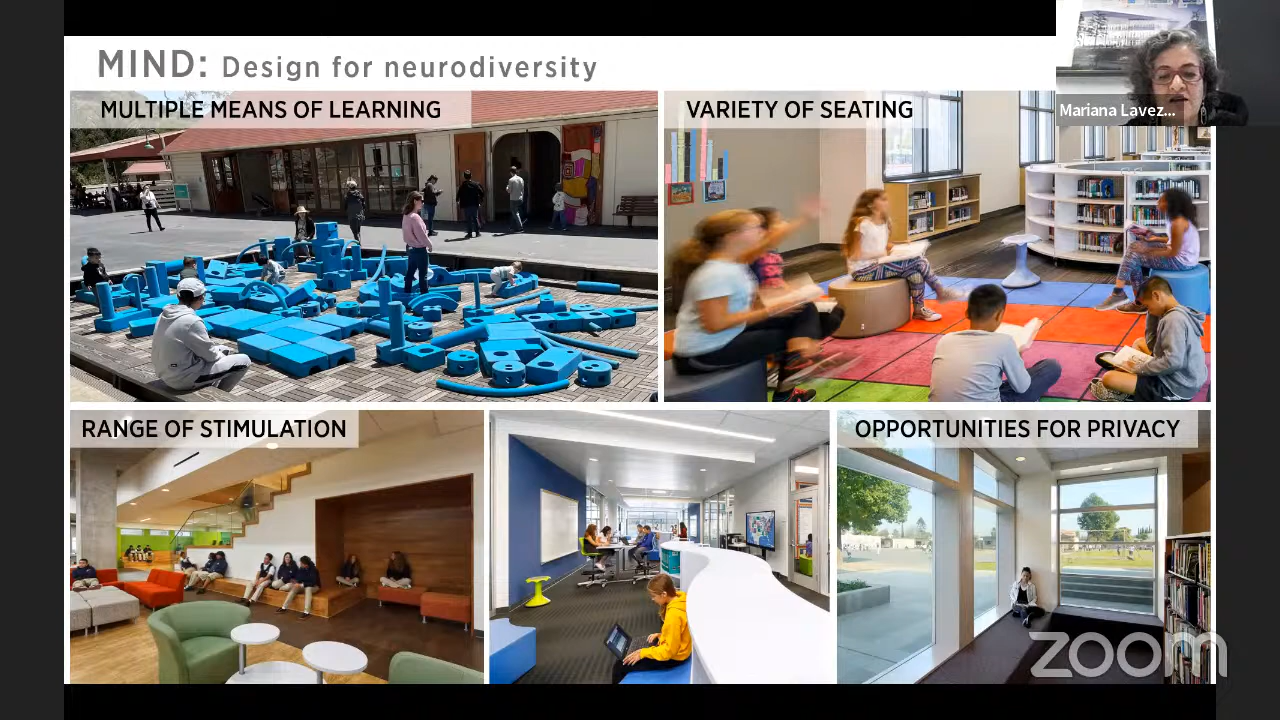 MIND: Design for neurodiversity
Mariana Lavez...
MULTIPLE MEANS OF LEARNING
VARIETY OF SEATING
RANGE OF STIMULATION
OPPORTUNITIES FOR PRIVACY
zoom